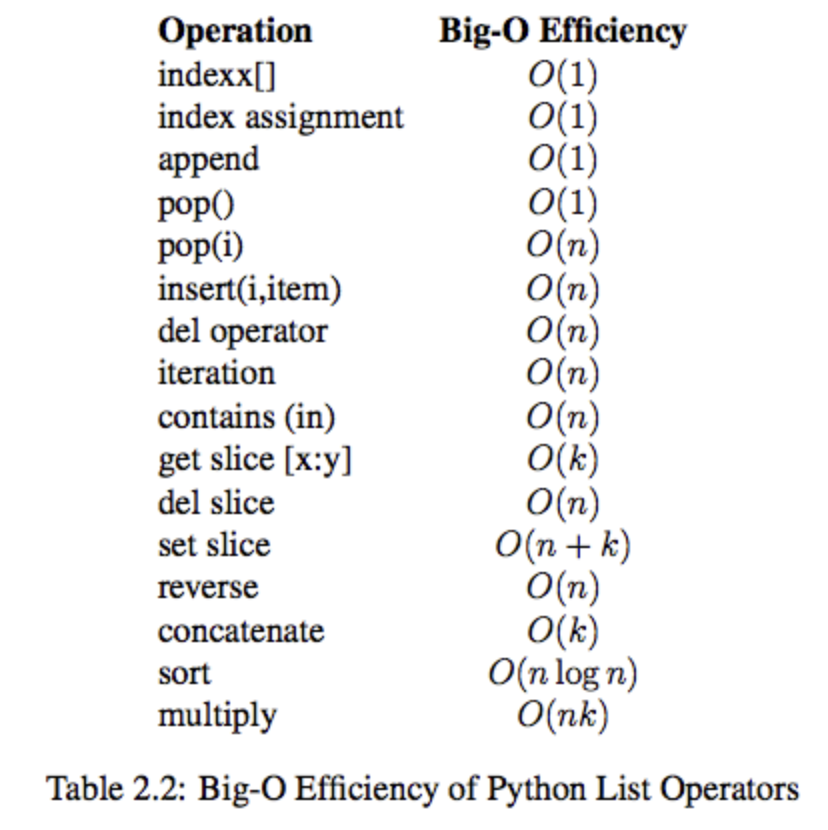 Operation Big-O Efficiency
indexx[] O(1)
index assignment O(1)
append O(1)
pop() O(1)
pop(i) O(n)
insert(i,item) O(n)
del operator O(n)
iteration O(n)
contains (in) O(n)
get slice [x:y] O(k)
del slice O(n)
set slice O(n + k)
reverse O(n)
concatenate O(k)
sort O(n log n)
multiply O(nk)
Table 2.2: Big-O Efficiency of Python List Operators